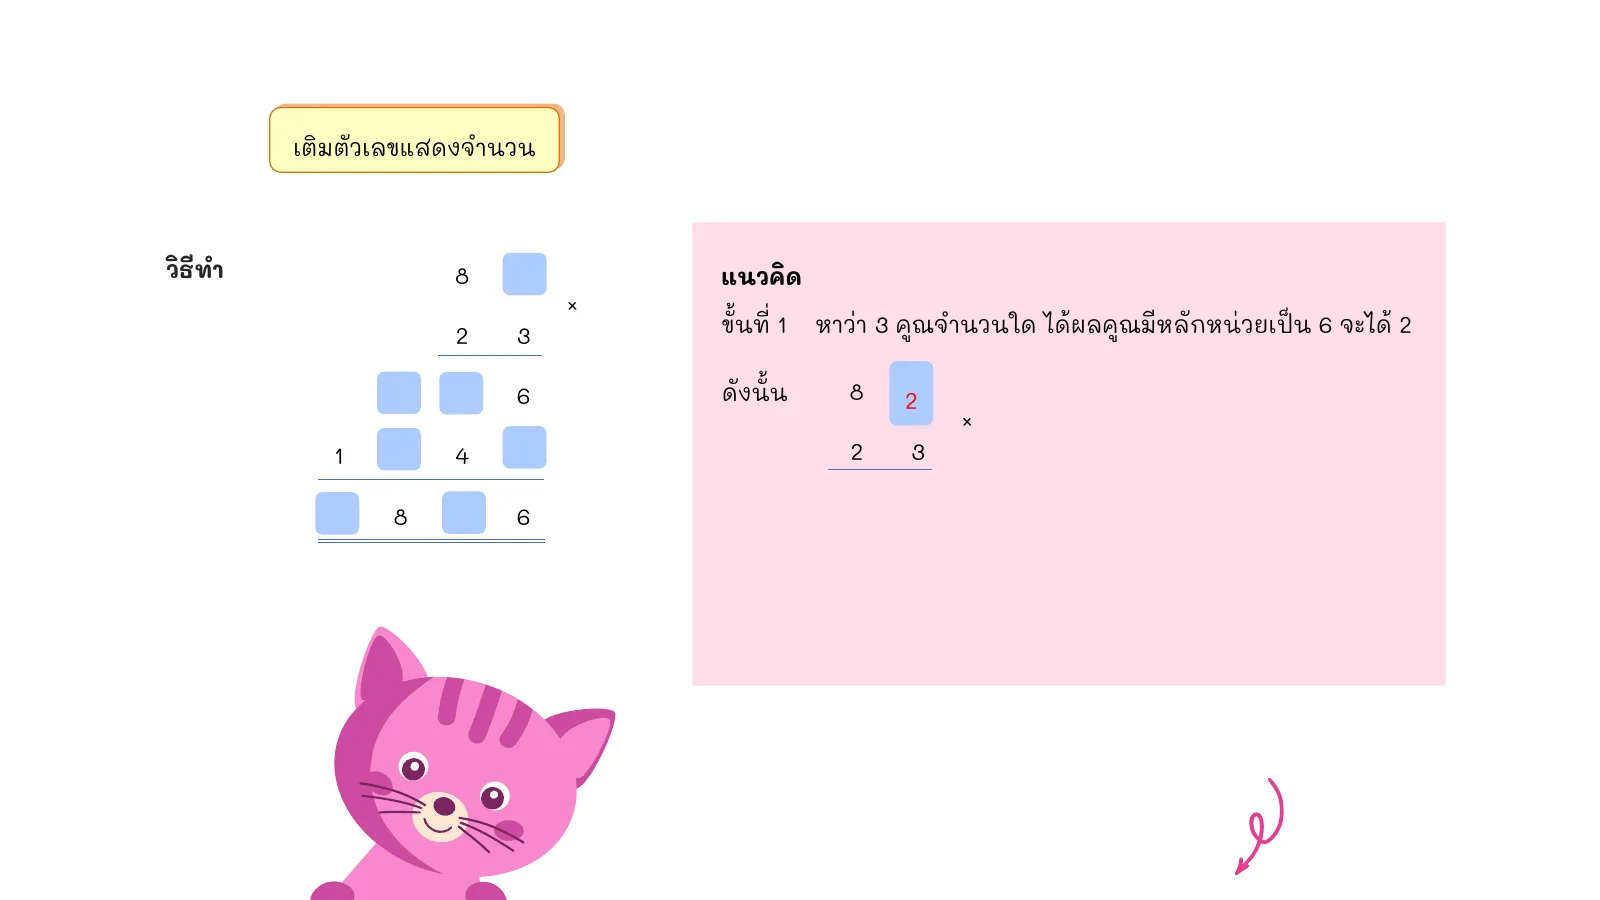 เติมตัวเลขแสดงจำนวน
วิธีทำ
8
×
2 3
6
1 4
8 6
แนวคิด
ขั้นที่ 1 หาว่า 3 คูณจำนวนใด ได้ผลคูณมีหลักหน่วยเป็น 6 จะได้ 2
ดังนั้น 8 2
×
2 3